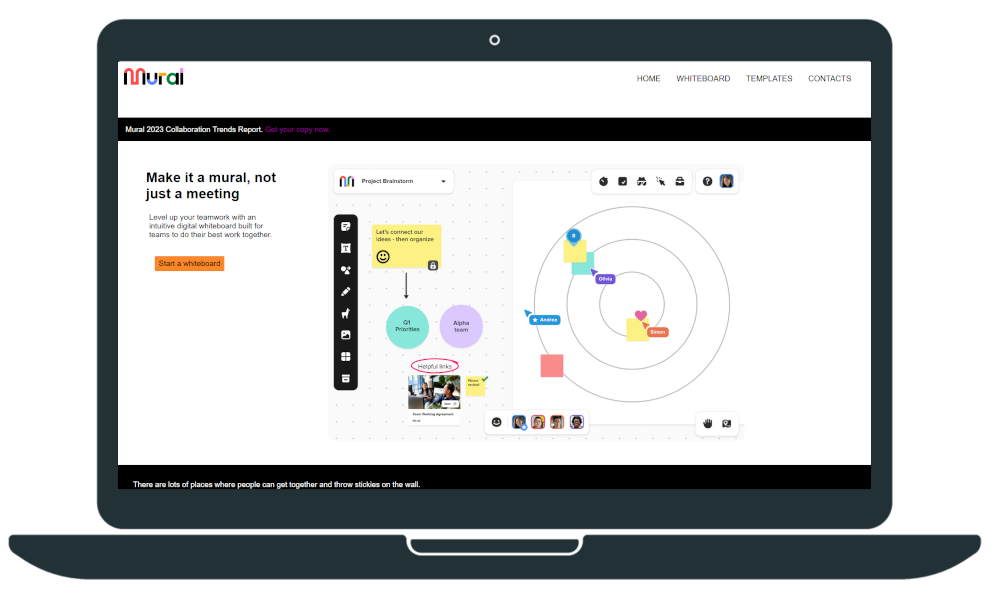 Mural
HOME WHITEBOARD TEMPLATES CONTACTS
Mural 2023 Collaboration Trends Report. Get your copy now.
Make it a mural, not
just a meeting
Level up your teamwork with an
intuitive digital whiteboard built for
teams to do their best work together.
Start a whiteboard
Project Brainstorm
?
T
Let's connect our
ideas - then organize
Q1
Priorities
Alpha
team
Helpful links
Please
review!
Team Working Agreement
8
Olivia
Andrea
Simon
There are lots of places where people can get together and throw stickies on the wall.